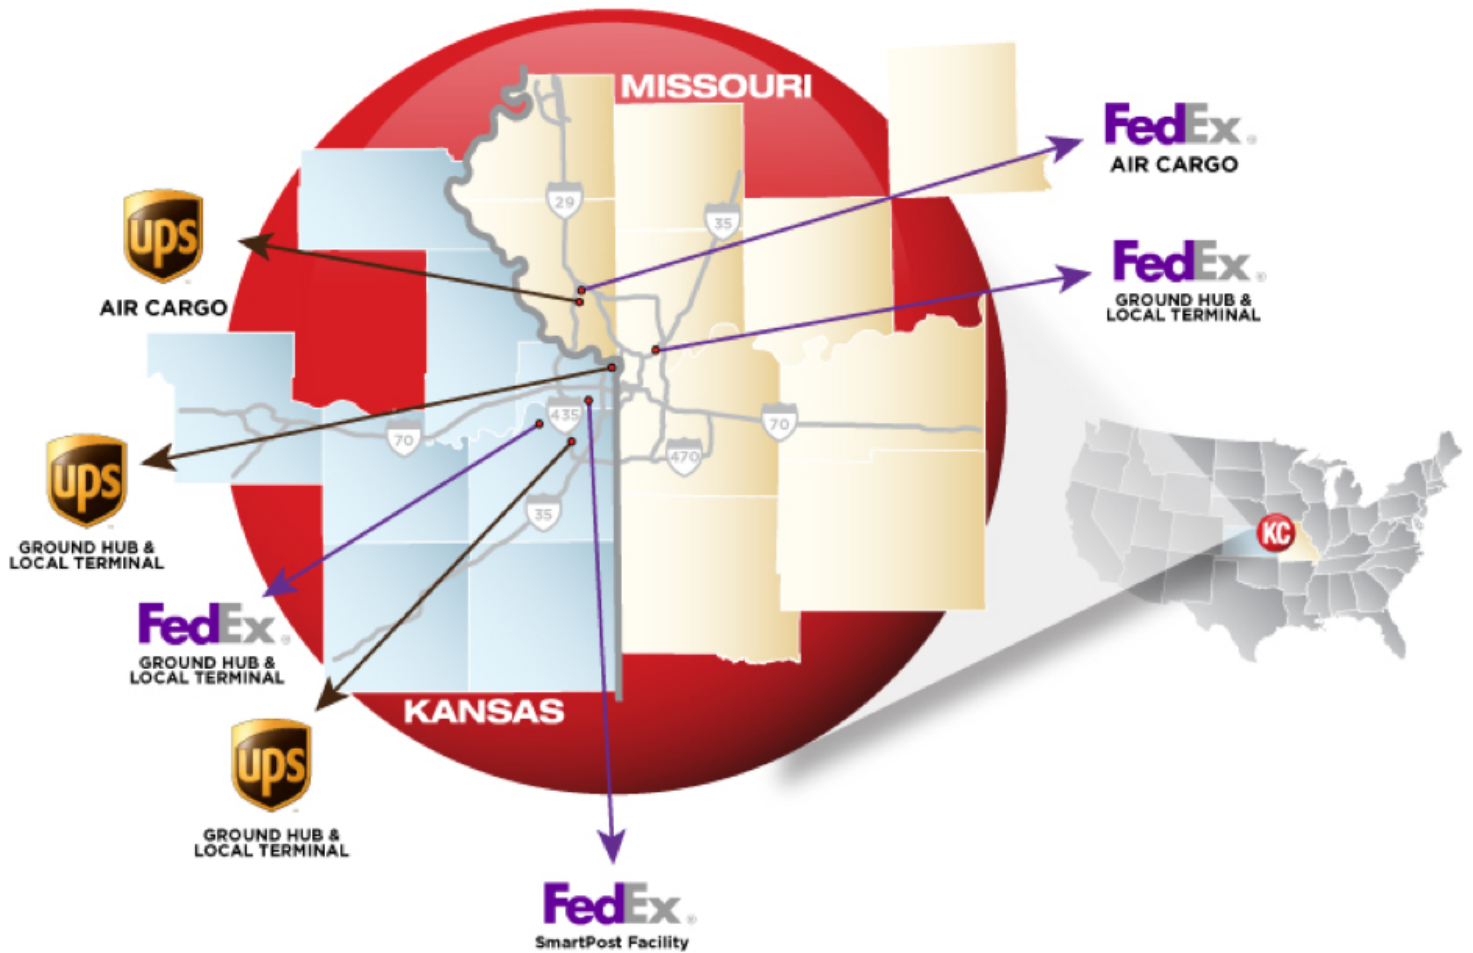 MISSOURI
FedEx®
AIR CARGO
29
35
ups
AIR CARGO
FedEx®
GROUND HUB &
LOCAL TERMINAL
435
70
70
470
35
KC
ups
GROUND HUB &
LOCAL TERMINAL
FedEx®
GROUND HUB &
LOCAL TERMINAL
KANSAS
ups
GROUND HUB &
LOCAL TERMINAL
FedEx®
SmartPost Facility